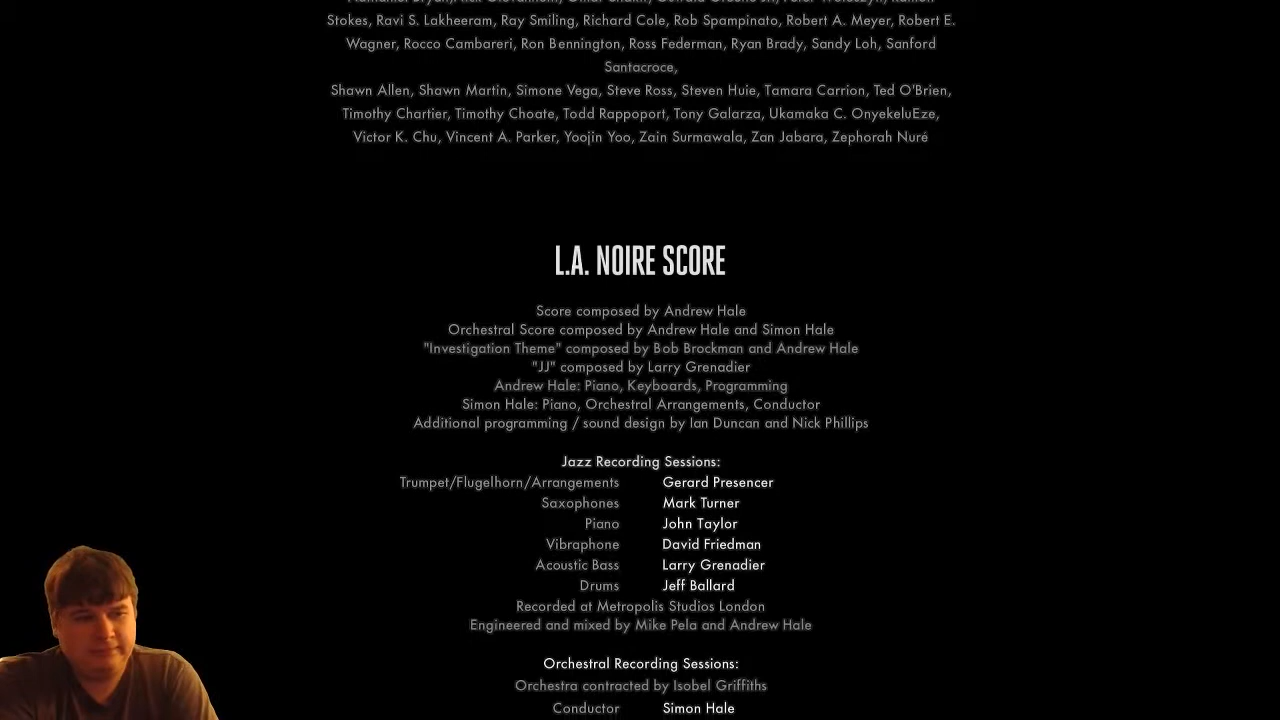 Stokes, Ravi S. Lakheeram, Ray Smiling, Richard Cole, Rob Spampinato, Robert A. Meyer, Robert E.
Wagner, Rocco Cambareri, Ron Bennington, Ross Federman, Ryan Brady, Sandy Loh, Sanford
Santacroce,
Shawn Allen, Shawn Martin, Simone Vega, Steve Ross, Steven Huie, Tamara Carrion, Ted O'Brien,
Timothy Chartier, Timothy Choate, Todd Rappoport, Tony Galarza, Ukamaka C. OnyekeluEze,
Victor K. Chu, Vincent A. Parker, Yoojin Yoo, Zain Surmawala, Zan Jabara, Zephorah Nuré
L.A. NOIRE SCORE
Score composed by Andrew Hale
Orchestral Score composed by Andrew Hale and Simon Hale
"Investigation Theme" composed by Bob Brockman and Andrew Hale
"JJ" composed by Larry Grenadier
Andrew Hale: Piano, Keyboards, Programming
Simon Hale: Piano, Orchestral Arrangements, Conductor
Additional programming / sound design by Ian Duncan and Nick Phillips
Jazz Recording Sessions:
Trumpet/Flugelhorn/Arrangements Gerard Presencer
Saxophones Mark Turner
Piano John Taylor
Vibraphone David Friedman
Acoustic Bass Larry Grenadier
Drums Jeff Ballard
Recorded at Metropolis Studios London
Engineered and mixed by Mike Pela and Andrew Hale
Orchestral Recording Sessions:
Orchestra contracted by Isobel Griffiths
Conductor Simon Hale